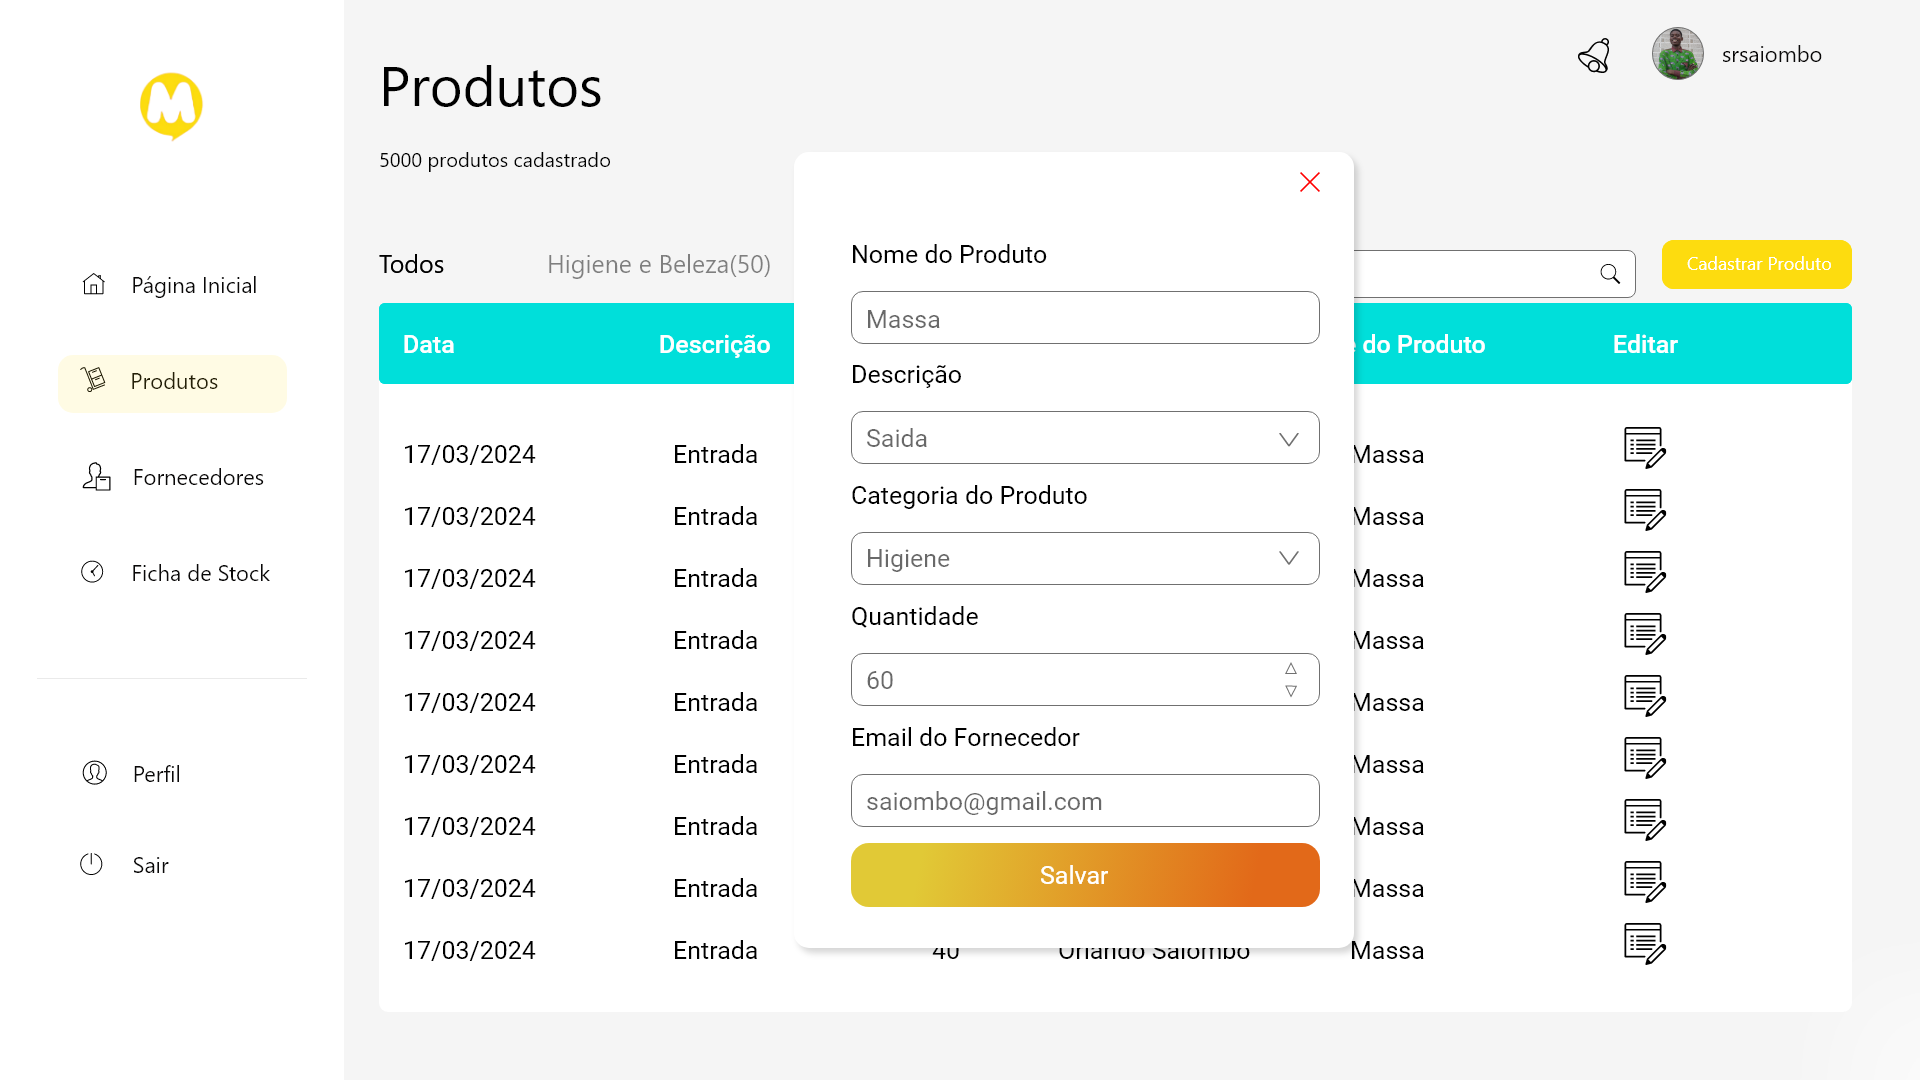 M
srsaiombo
Produtos
5000 produtos cadastrado
Todos
Higiene e Beleza(50)
Cadastrar Produto
Página Inicial
Produtos
Fornecedores
Ficha de Stock
Perfil
Sair
Data Descrição do Produto Editar
17/03/2024 Entrada Massa
17/03/2024 Entrada Massa
17/03/2024 Entrada Massa
17/03/2024 Entrada Massa
17/03/2024 Entrada Massa
17/03/2024 Entrada Massa
17/03/2024 Entrada Massa
17/03/2024 Entrada Massa
17/03/2024 Entrada 40 Orlando Saiombo Massa
Nome do Produto
Massa
Descrição
Saida
Categoria do Produto
Higiene
Quantidade
60
Email do Fornecedor
saiombo@gmail.com
Salvar